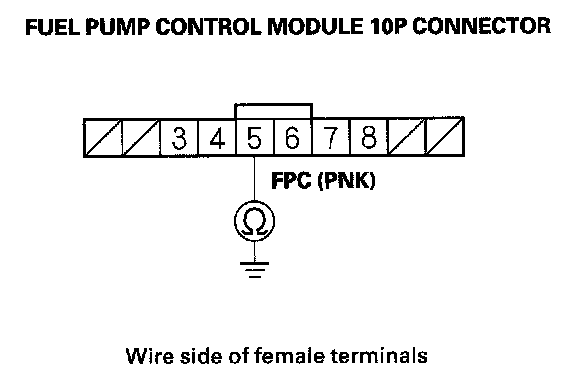 FUEL PUMP CONTROL MODULE 10P CONNECTOR
3 4 5 6 7 8
FPC (PNK)
Ω
Wire side of female terminals